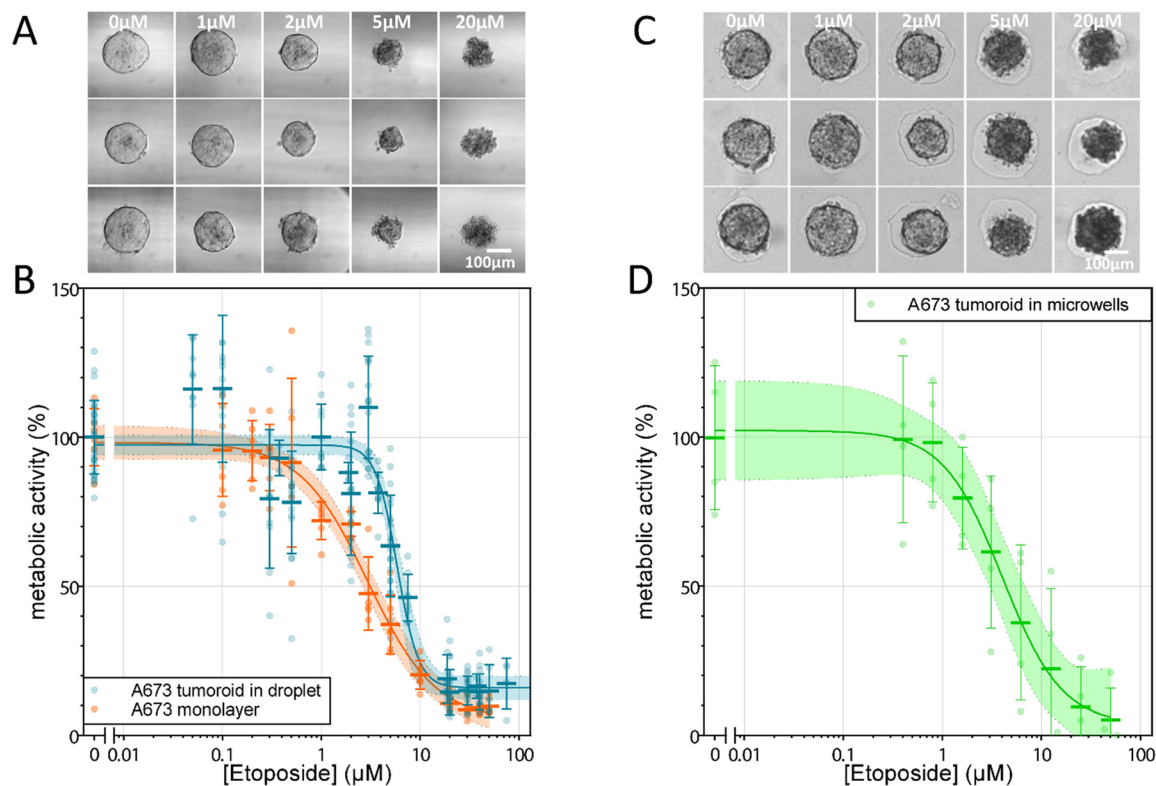 A
0µM 1µM 2µM 5µM 20µM
100µm
C
0µM 1µM 2µM 5µM 20µM
100µm
B
150
100
50
0
metabolic activity (%)
A673 tumoroid in droplet
A673 monolayer
0 0.01 0.1 1 10 100
[Etoposide] (µM)
D
150
100
50
0
metabolic activity (%)
A673 tumoroid in microwells
0 0.01 0.1 1 10 100
[Etoposide] (µM)